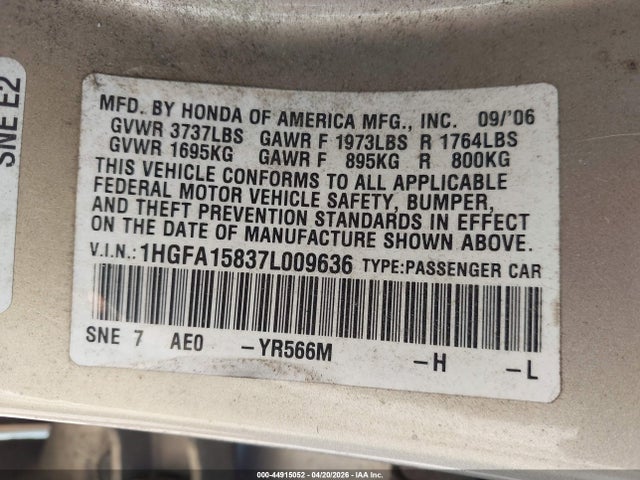 SNE E2
MFD. BY HONDA OF AMERICA MFG., INC. 09/'06
GVWR 3737LBS GAWR F 1973LBS R 1764LBS
GVWR 1695KG GAWR F 895KG R 800KG
THIS VEHICLE CONFORMS TO ALL APPLICABLE
FEDERAL MOTOR VEHICLE SAFETY, BUMPER,
AND THEFT PREVENTION STANDARDS IN EFFECT
ON THE DATE OF MANUFACTURE SHOWN ABOVE.
V.I.N.: 1HGFA15837L009636 TYPE:PASSENGER CAR
SNE 7 AE0 -YR566M -H -L
000-44915052 - 04/20/2026 - IAA Inc.